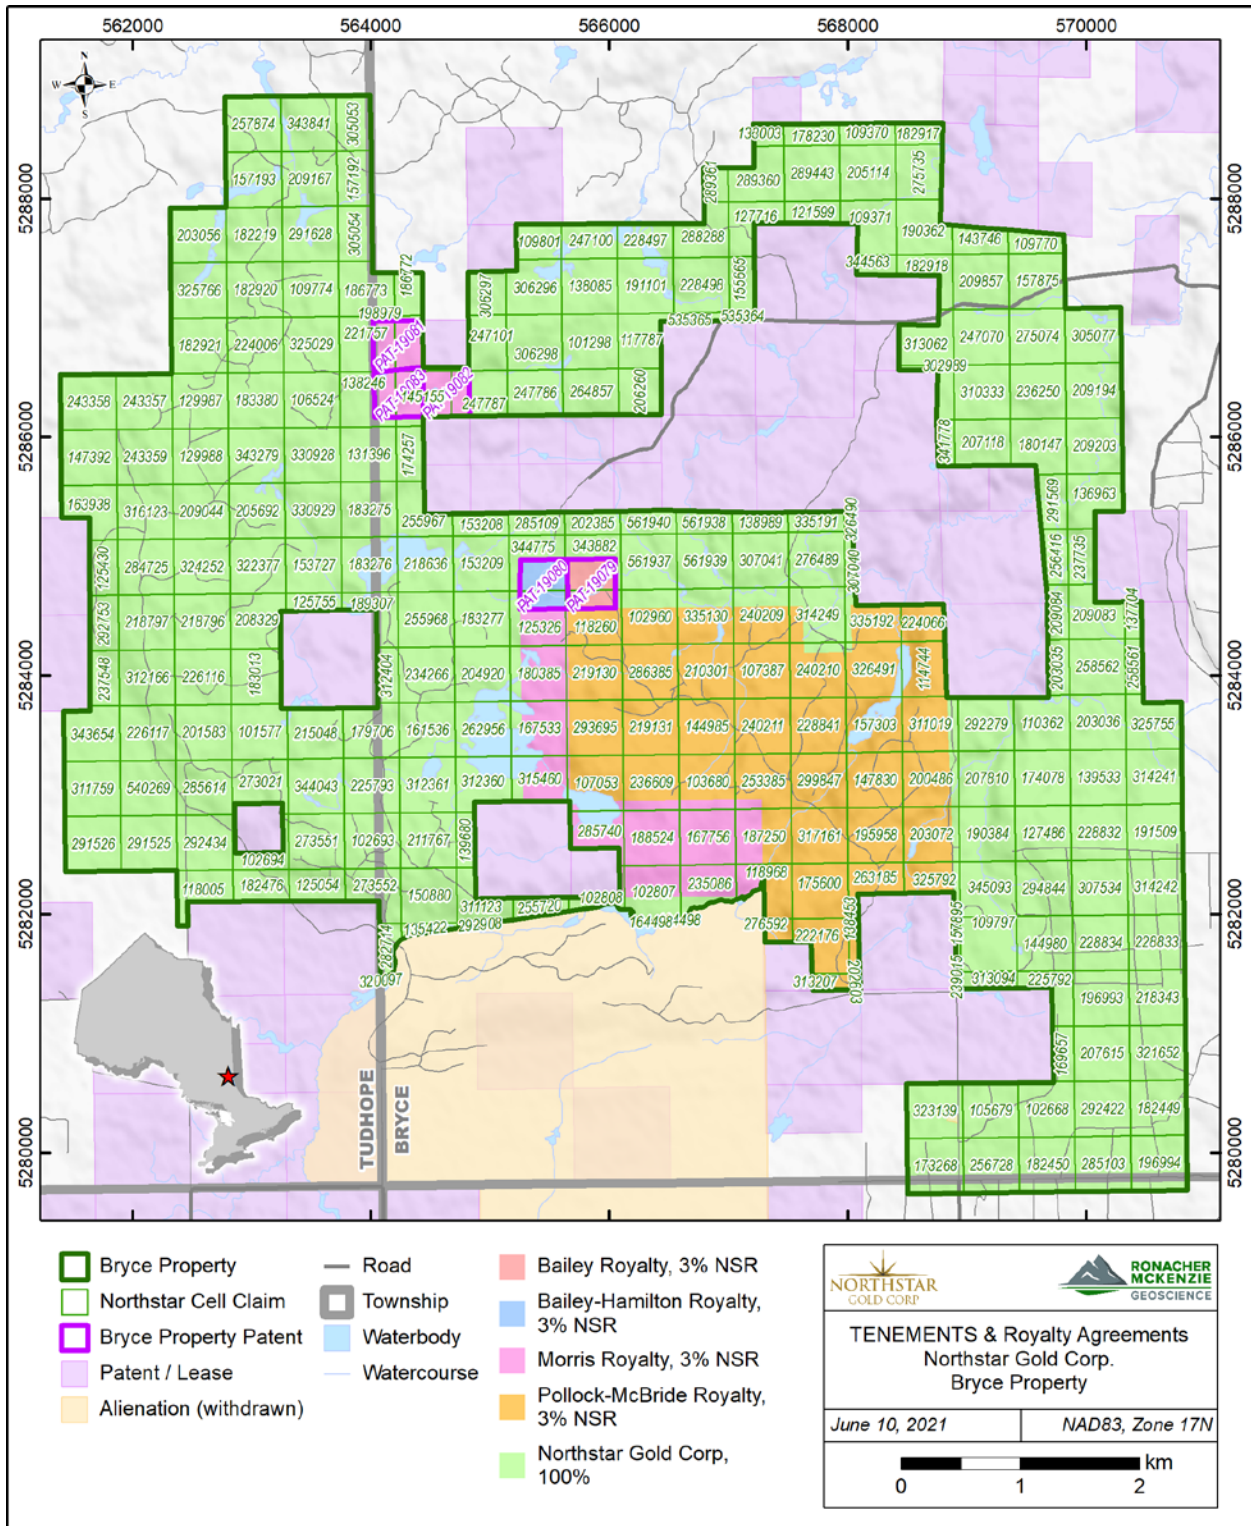 562000 564000 566000 568000 570000
N
W E
S
257874 343841 305053
133003 178230 109370 182917
157193 209167 157192
289361 289360 289443 205114 275735
5288000 5288000
203056 182219 291628 305054
127716 121599 109371 190362
109801 247100 228497 288288
143746 109770
325766 182920 109774 186773 186772
306297 306296 138085 191101 228498 155665
344563 182918 209857 157875
198979
182921 224006 325029 221757 PAT-19081
247101 306298 101298 117787 535365 535364
313062 247070 275074 305077
302989
243358 243357 129987 183380 106524 138246 PAT-19083 145155 PAT-19082
247787 247786 264857 206260
310333 236250 209194
5286000 5286000
147392 243359 129988 343279 330928 131396 174257
341778 207118 180147 209203
163938 316123 209044 205692 330929 183275
291569 136963
255967 153208 285109 202385 561940 561938 138989 335191 326490
344775 343882
125430 284725 324252 322377 153727 183276 218636 153209 PAT-19080 PAT-19079 561937 561939 307041 276489 307040
256416 237735
125755 189307
292753 218797 218796 208329
255968 183277 125326 118260 102960 335130 240209 314249 335192 224066
209084 209083 137704
5284000 5284000
237548 312166 226116 183013 312404 234266 204920 180385 219130 286385 210301 107387 240210 326491 114744
203035 258562 258561
343654 226117 201583 101577 215048 179706 161536 262956 167533 293695 219131 144985 240211 228841 157303 311019 292279 110362 203036 325755
311759 540269 285614 273021 344043 225793 312361 312360 315460 107053 236609 103680 253385 299847 147830 200486 207810 174078 139533 314241
291526 291525 292434 273551 102693 211767 139680 285740 188524 167756 187250 317161 195958 203072 190384 127486 226832 191509
102694
118005 182476 125054 273552 150880 102808 102807 235086 118968 175600 263185 325792 345093 294844 307534 314242
5282000 5282000
311123 255720
135422 292908 164498 4498 276592 222176 138453
157895 109797
282714
144980 228834 228833
320097
313207 202603 239015 313094 225792
196993 218343
169657 207615 321652
TUDHOPE
BRYCE
323139 105679 102668 292422 182449
5280000 5280000
173268 256728 182450 285103 196994
Bryce Property
Northstar Cell Claim
Bryce Property Patent
Patent / Lease
Alienation (withdrawn)
Road
Township
Waterbody
Watercourse
Bailey Royalty, 3% NSR
Bailey-Hamilton Royalty,
3% NSR
Morris Royalty, 3% NSR
Pollock-McBride Royalty,
3% NSR
Northstar Gold Corp,
100%
NORTHSTAR
GOLD CORP
RONACHER
MCKENZIE
GEOSCIENCE
TENEMENTS & Royalty Agreements
Northstar Gold Corp.
Bryce Property
June 10, 2021 NAD83, Zone 17N
km
0 1 2